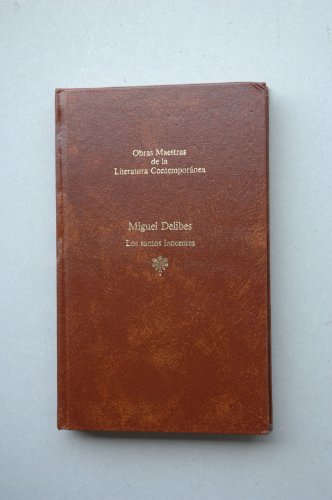 Obras Maestras
de la
Literatura Contemporánea
Miguel Delibes
Los santos inocentes